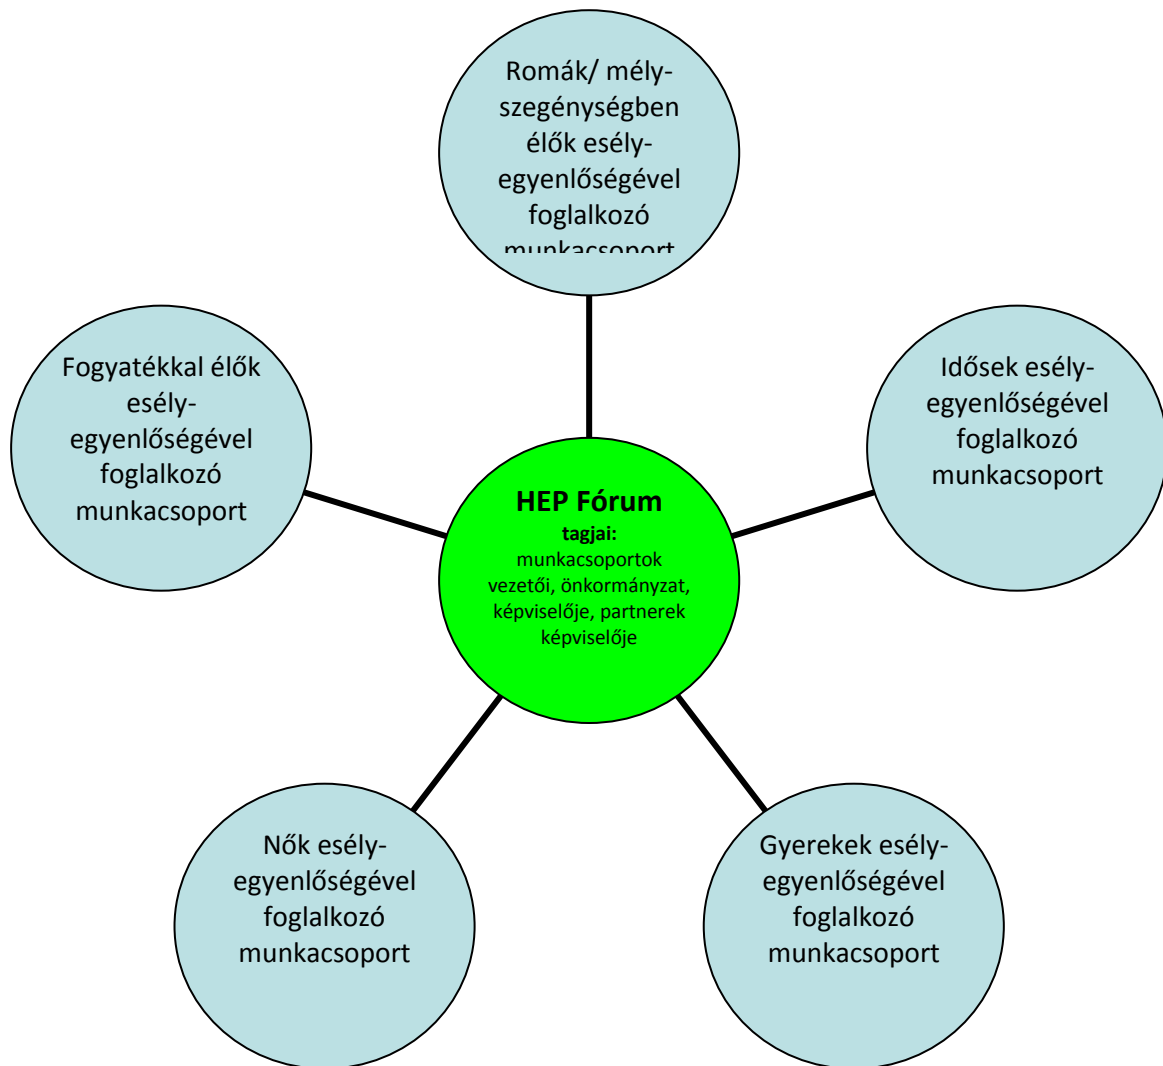 Romák/ mély-
szegénységben
élők esély-
egyenlőségével
foglalkozó
munkacsoport
Fogyatékkal élők
esély-
egyenlőségével
foglalkozó
munkacsoport
Idősek esély-
egyenlőségével
foglalkozó
munkacsoport
HEP Fórum
tagjai:
munkacsoportok
vezetői, önkormányzat,
képviselője, partnerek
képviselője
Nők esély-
egyenlőségével
foglalkozó
munkacsoport
Gyerekek esély-
egyenlőségével
foglalkozó
munkacsoport